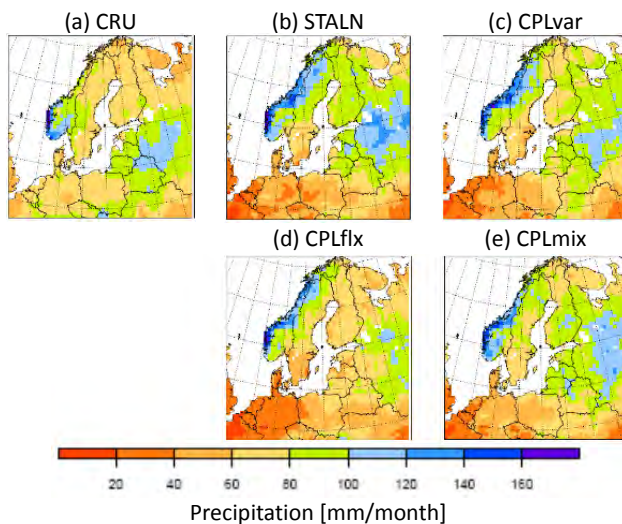 (a) CRU (b) STALN (c) CPLvar
(d) CPLflx (e) CPLmix
20 40 60 80 100 120 140 160
Precipitation [mm/month]